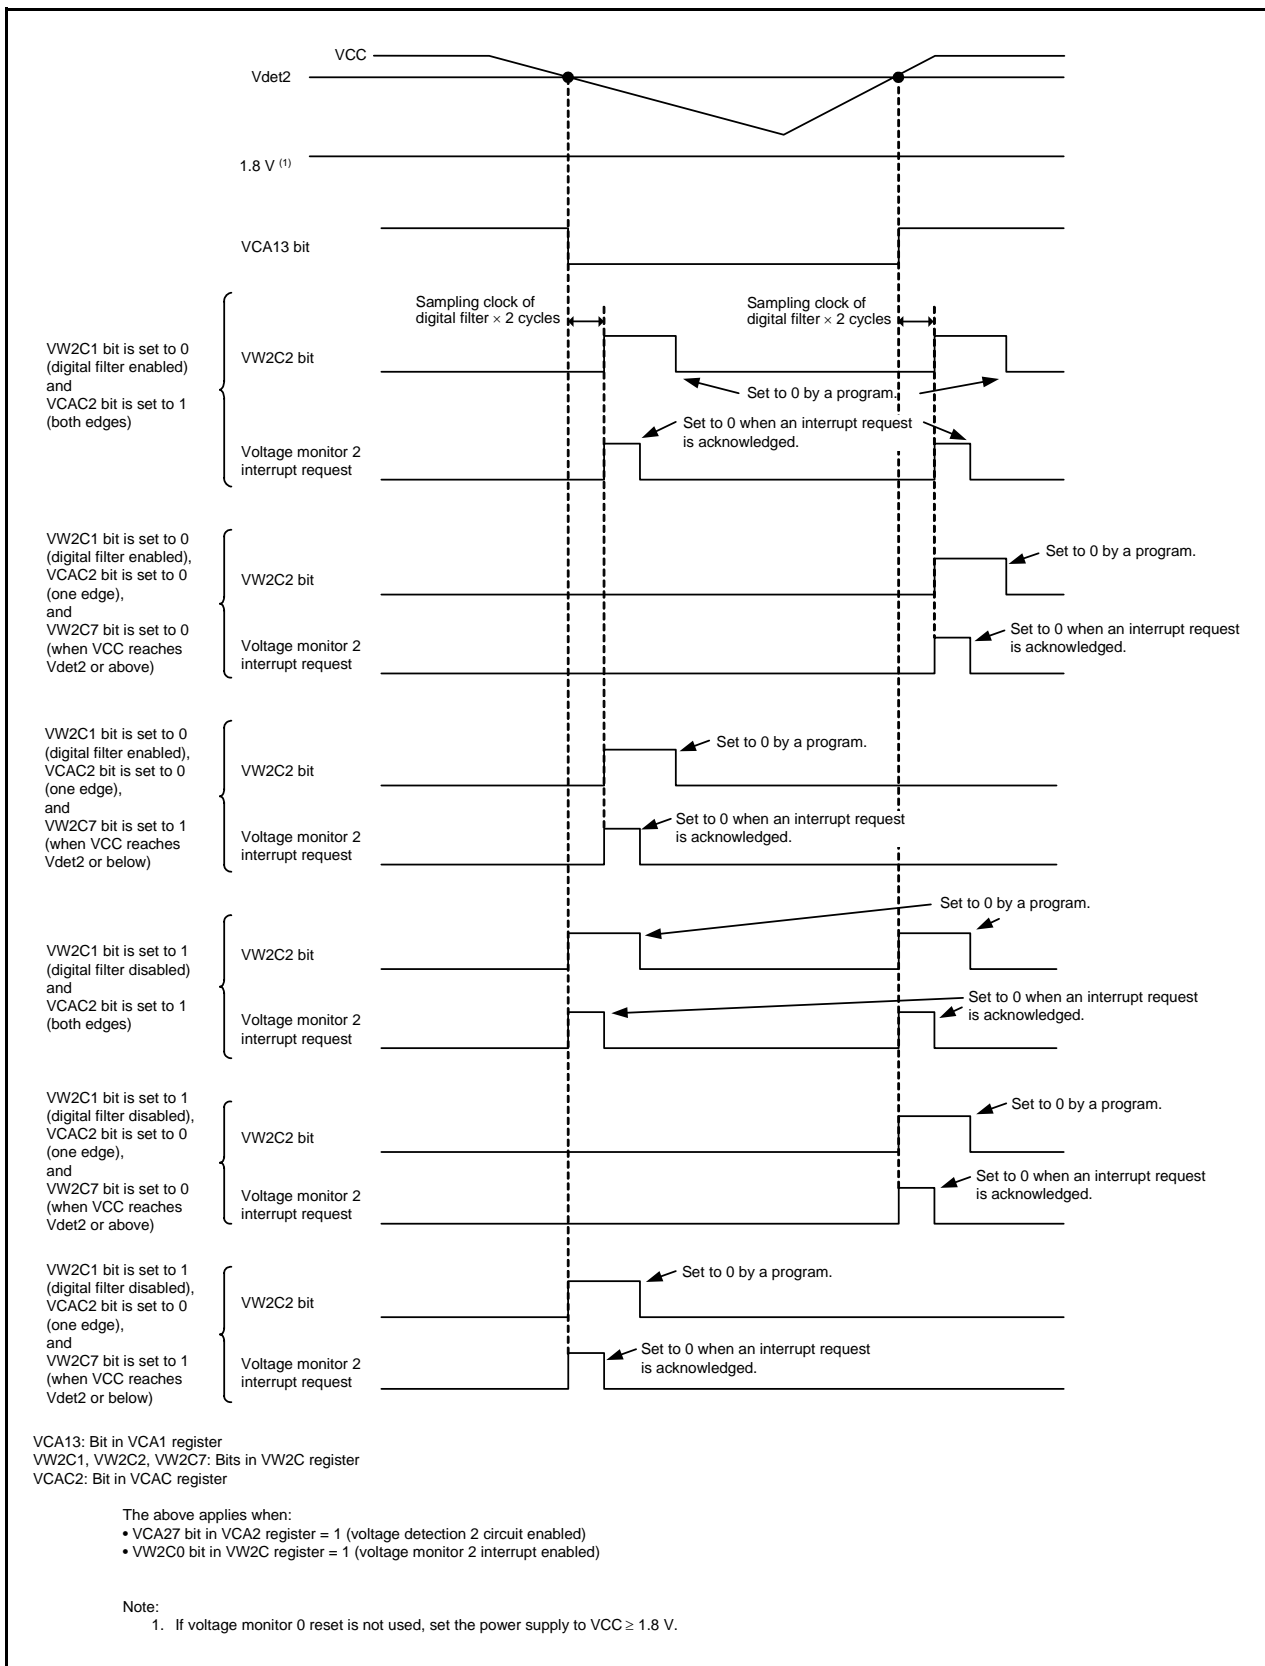 VCC
Vdet2
1.8 V (1)
VCA13 bit
Sampling clock of
digital filter × 2 cycles
Sampling clock of
digital filter × 2 cycles
VW2C1 bit is set to 0
(digital filter enabled)
and
VCAC2 bit is set to 1
(both edges)
VW2C2 bit
Set to 0 by a program.
Set to 0 when an interrupt request
is acknowledged.
Voltage monitor 2
interrupt request
VW2C1 bit is set to 0
(digital filter enabled),
VCAC2 bit is set to 0
(one edge),
and
VW2C7 bit is set to 0
(when VCC reaches
Vdet2 or above)
VW2C2 bit
Set to 0 by a program.
Voltage monitor 2
interrupt request
Set to 0 when an interrupt request
is acknowledged.
VW2C1 bit is set to 0
(digital filter enabled),
VCAC2 bit is set to 0
(one edge),
and
VW2C7 bit is set to 1
(when VCC reaches
Vdet2 or below)
VW2C2 bit
Set to 0 by a program.
Voltage monitor 2
interrupt request
Set to 0 when an interrupt request
is acknowledged.
VW2C1 bit is set to 1
(digital filter disabled)
and
VCAC2 bit is set to 1
(both edges)
VW2C2 bit
Set to 0 by a program.
Voltage monitor 2
interrupt request
Set to 0 when an interrupt request
is acknowledged.
VW2C1 bit is set to 1
(digital filter disabled),
VCAC2 bit is set to 0
(one edge),
and
VW2C7 bit is set to 0
(when VCC reaches
Vdet2 or above)
VW2C2 bit
Set to 0 by a program.
Voltage monitor 2
interrupt request
Set to 0 when an interrupt request
is acknowledged.
VW2C1 bit is set to 1
(digital filter disabled),
VCAC2 bit is set to 0
(one edge),
and
VW2C7 bit is set to 1
(when VCC reaches
Vdet2 or below)
VW2C2 bit
Set to 0 by a program.
Voltage monitor 2
interrupt request
Set to 0 when an interrupt request
is acknowledged.
VCA13: Bit in VCA1 register
VW2C1, VW2C2, VW2C7: Bits in VW2C register
VCAC2: Bit in VCAC register
The above applies when:
• VCA27 bit in VCA2 register = 1 (voltage detection 2 circuit enabled)
• VW2C0 bit in VW2C register = 1 (voltage monitor 2 interrupt enabled)
Note:
1. If voltage monitor 0 reset is not used, set the power supply to VCC ≥ 1.8 V.